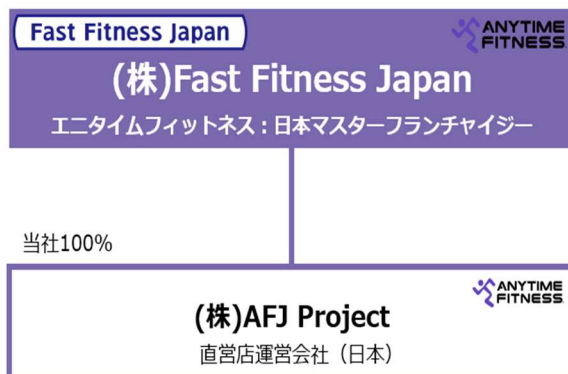 Fast Fitness Japan
ANYTIME
FITNESS
(株)Fast Fitness Japan
エニタイムフィットネス：日本マスターフランチャイジー
当社100%
ANYTIME
FITNESS
(株)AFJ Project
直営店運営会社（日本）